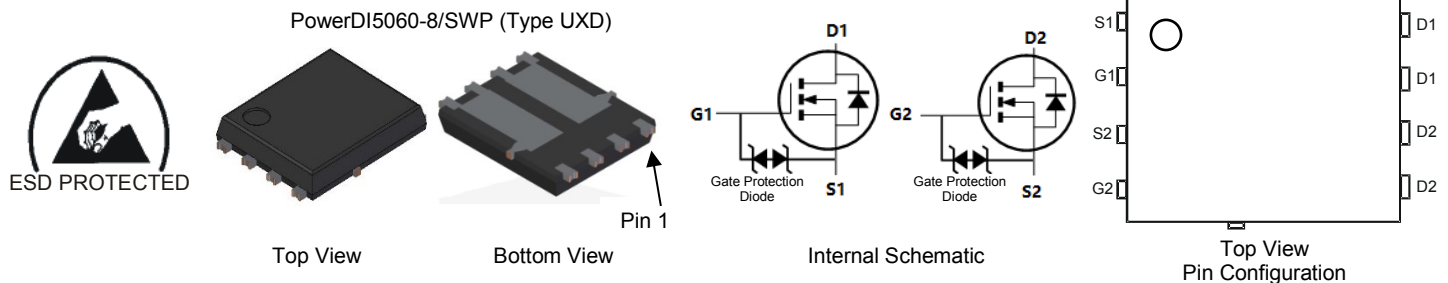 PowerDI5060-8/SWP (Type UXD)
ESD PROTECTED
Pin 1
Top View
Bottom View
D1
G1
Gate Protection
Diode
S1
D2
G2
Gate Protection
Diode
S2
Internal Schematic
S1
G1
S2
G2
D1
D1
D2
D2
Top View
Pin Configuration